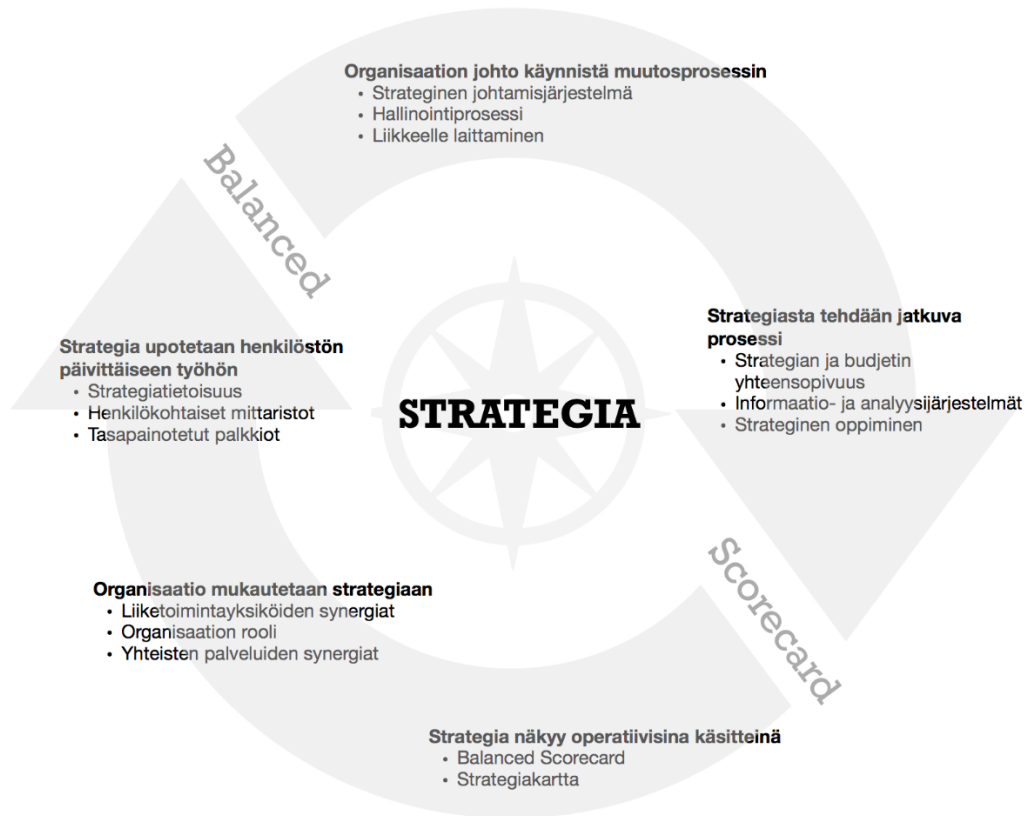 Organisaation johto käynnistä muutosprosessin
• Strateginen johtamisjärjestelmä
• Hallinointiprosessi
• Liikkeelle laittaminen
Balanced
Strategiasta tehdään jatkuva
prosessi
• Strategian ja budjetin
yhteensopivuus
• Informaatio- ja analyysijärjestelmät
• Strateginen oppiminen
Strategia upotetaan henkilöstön
päivittäiseen työhön
• Strategiatietoisuus
• Henkilökohtaiset mittaristot
• Tasapainotetut palkkiot
STRATEGIA
Scorecard
Organisaatio mukautetaan strategiaan
• Liiketoimintayksiköiden synergiat
• Organisaation rooli
• Yhteisten palveluiden synergiat
Strategia näkyy operatiivisina käsitteinä
• Balanced Scorecard
• Strategiakartta